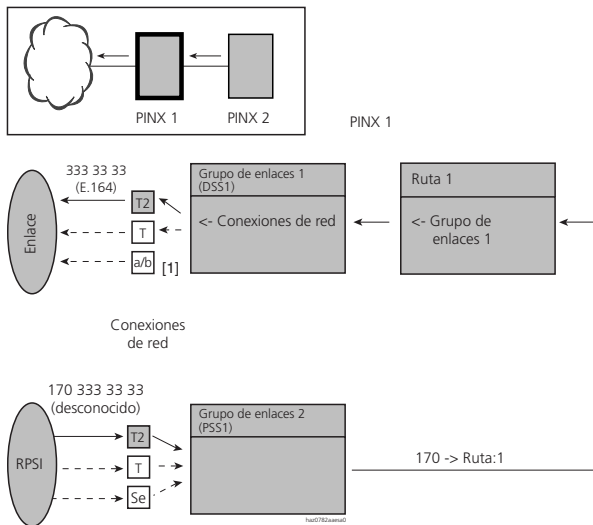 PINX 1
PINX 2
PINX 1
333 33 33
(E.164)
Enlace
T2
T
a/b
[1]
Grupo de enlaces 1
(DSS1)
<- Conexiones de red
Ruta 1
<- Grupo de
enlaces 1
Conexiones
de red
170 333 33 33
(desconocido)
RPSI
T2
T
Se
Grupo de enlaces 2
(PSS1)
170 -> Ruta:1
haz0782aaesa0